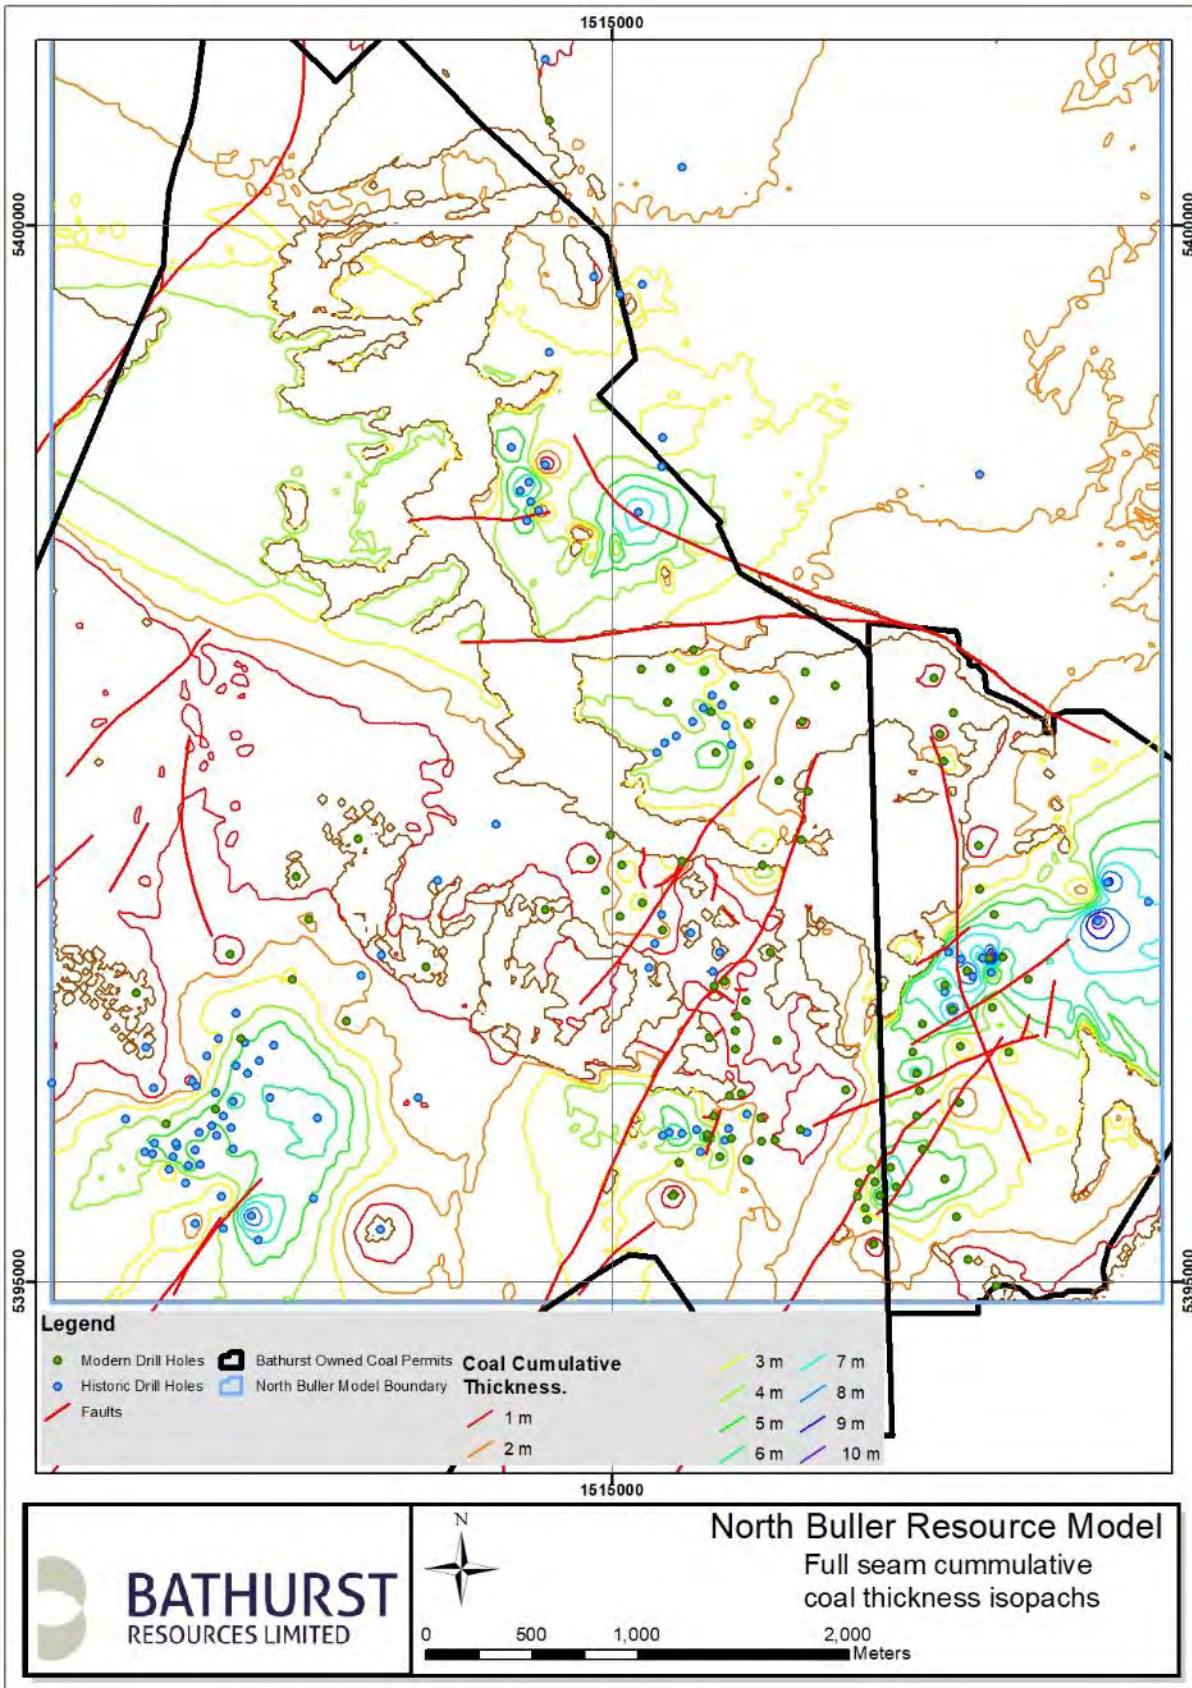 1515000
5400000
5400000
5395000
5395000
Legend
Modern Drill Holes
Historic Drill Holes
Faults
Bathurst Owned Coal Permits
North Buller Model Boundary
Coal Cumulative
Thickness.
1 m
2 m
3 m
4 m
5 m
6 m
7 m
8 m
9 m
10 m
1515000
BATHURST
RESOURCES LIMITED
N
0 500 1,000 2,000
Meters
North Buller Resource Model
Full seam cummulative
coal thickness isopachs